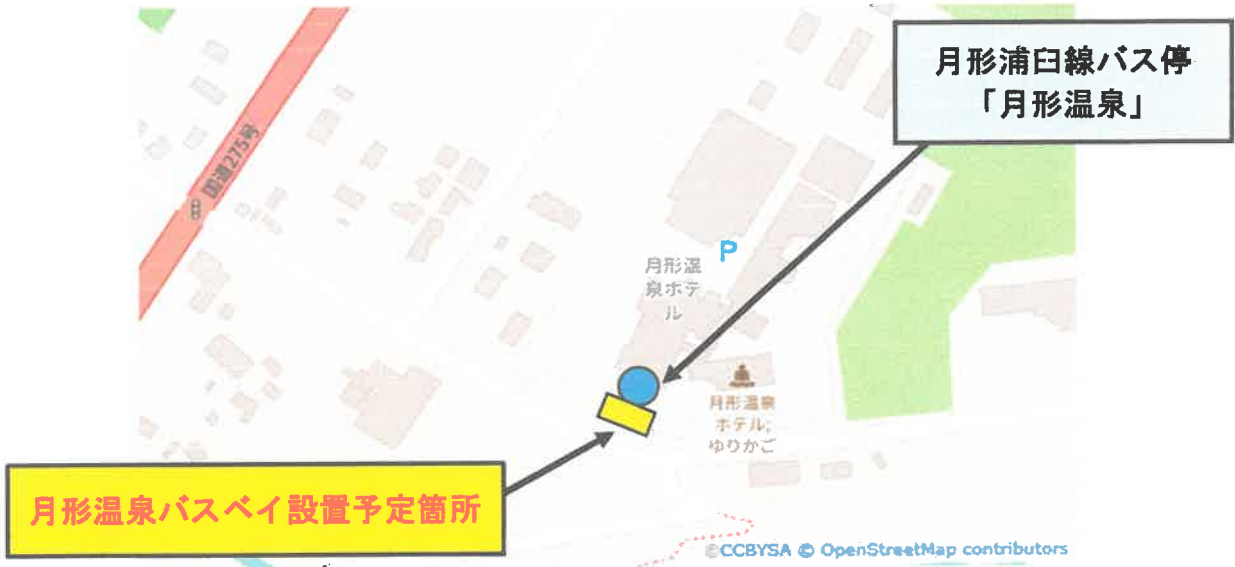 月形浦臼線バス停
「月形温泉」
国道275号
P
月形温
泉ホテ
ル
月形温泉
ホテル;
ゆりかご
月形温泉バスベイ設置予定箇所
©CCBYSA © OpenStreetMap contributors